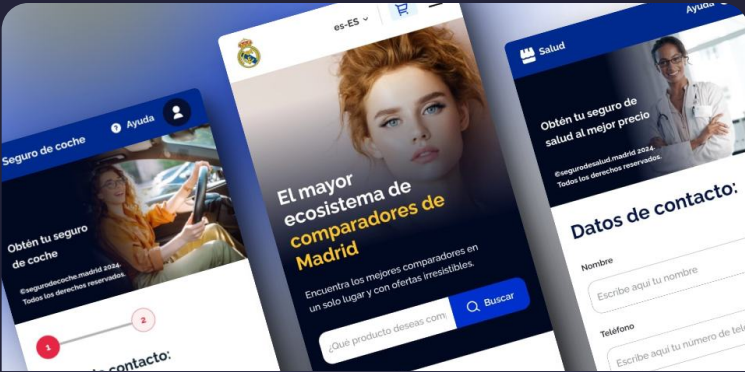 Seguro de coche
Ayuda
Obtén tu seguro
de coche
©segurodecoche.madrid 2024.
Todos los derechos reservados.
1
2
contacto:
es-ES
El mayor
ecosistema de
comparadores de
Madrid
Encuentra los mejores comparadores en
un solo lugar y con ofertas irresistibles.
¿Qué producto deseas com
Buscar
Salud
Ayuda
Obtén tu seguro de
salud al mejor precio
©segurodesalud.madrid 2024.
Todos los derechos reservados.
Datos de contacto:
Nombre
Escribe aquí tu nombre
Teléfono
Escribe aquí tu número de tel